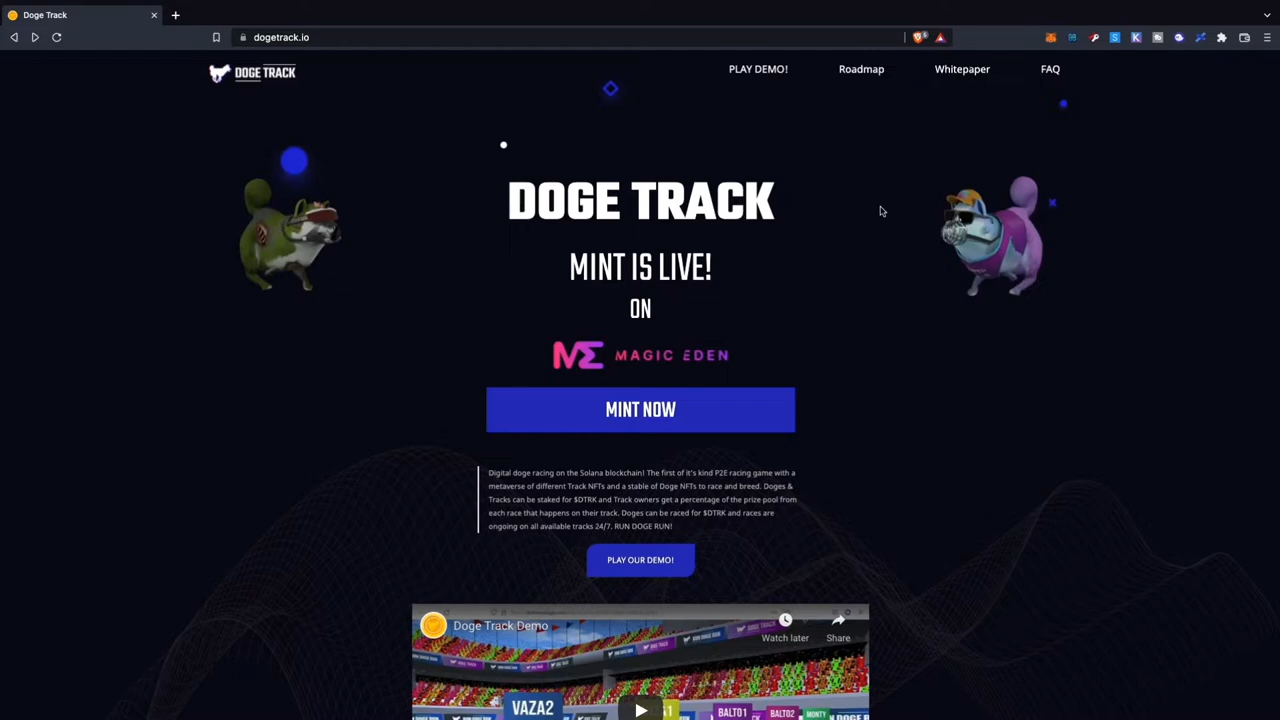 Doge Track
dogetrack.io
DOGE TRACK
PLAY DEMO!
Roadmap
Whitepaper
FAQ
DOGE TRACK
MINT IS LIVE!
ON
ME MAGIC EDEN
MINT NOW
Digital doge racing on the Solana blockchain! The first of it's kind P2E racing game with a
metaverse of different Track NFTs and a stable of Doge NFTs to race and breed. Doges &
Tracks can be staked for $DTRK and Track owners get a percentage of the prize pool from
each race that happens on their track. Doges can be raced for $DTRK and races are
ongoing on all available tracks 24/7. RUN DOGE RUN!
PLAY OUR DEMO!
Doge Track Demo
Watch later
Share
VAZA2
BALTO1
BALTO2
MONTY